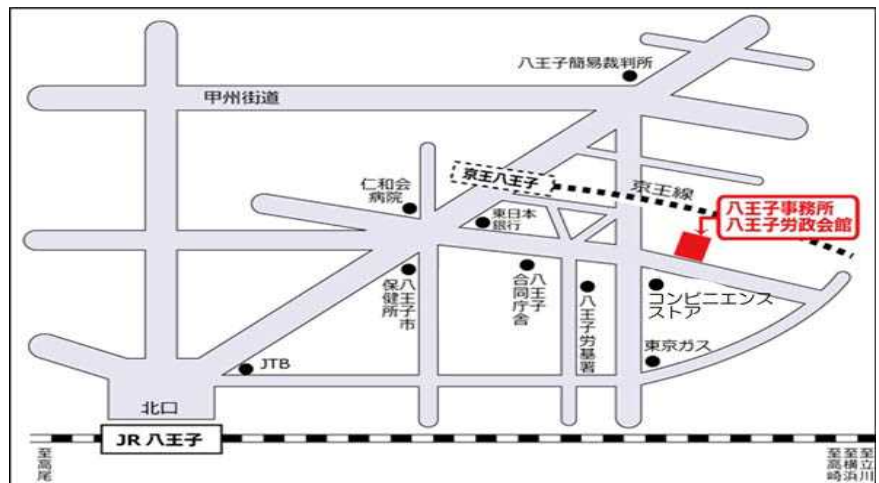 八王子簡易裁判所
甲州街道
京王八王子
京王線
仁和会
病院
東日本
銀行
八王子事務所
八王子労政会館
八王子市
保健所
八王子
合同庁舎
八王子労基署
コンビニエンス
ストア
東京ガス
JTB
北口
JR 八王子
至高尾
至高崎
至横浜
至立川